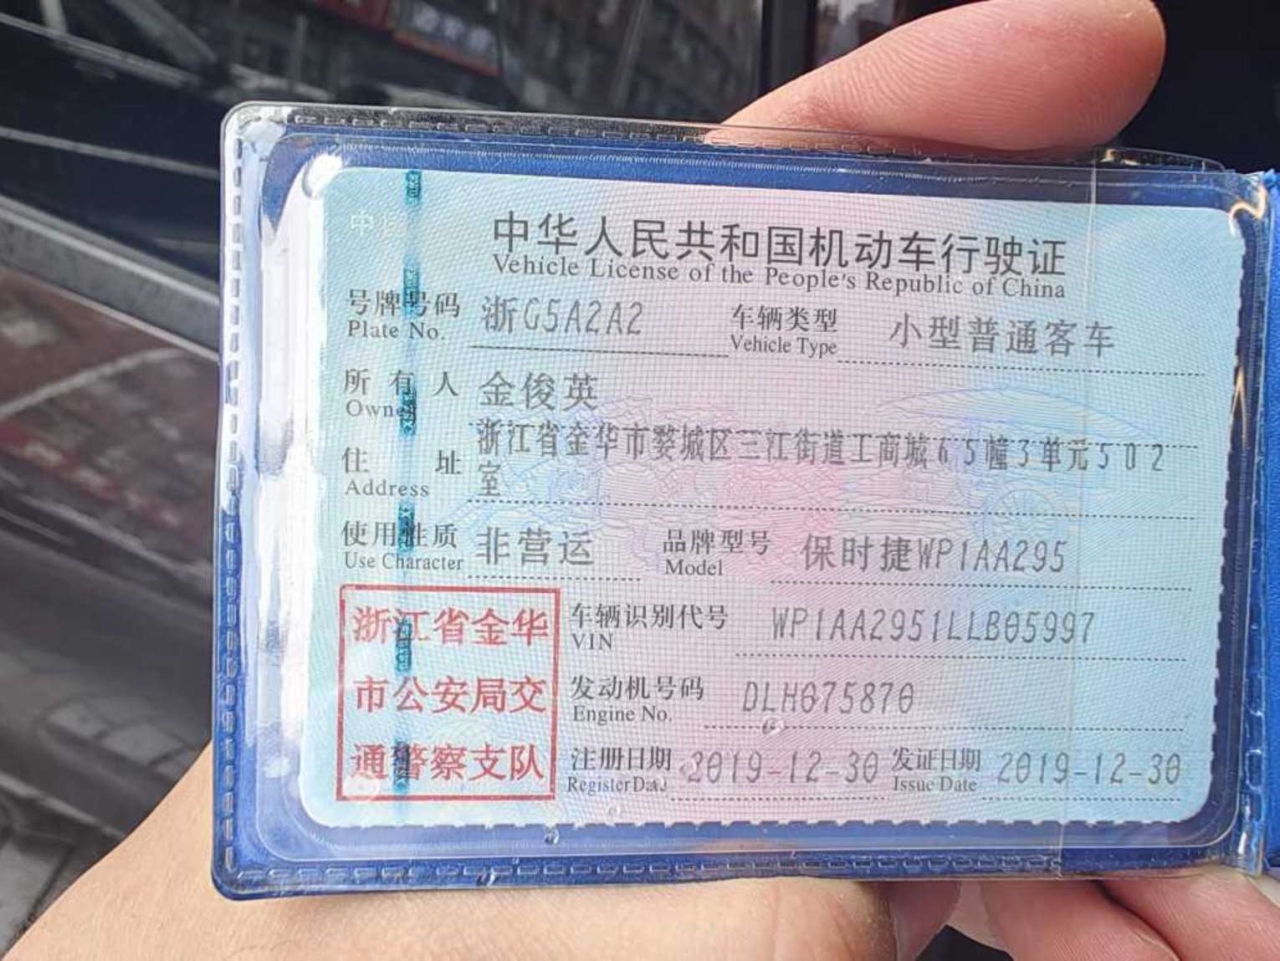 中华人民共和国机动车行驶证
Vehicle License of the People's Republic of China
号牌号码 浙G5A2A2 车辆类型 小型普通客车
Plate No. Vehicle Type
所有人 金俊英
Owner
住址 浙江省金华市婺城区三江街道工商城65幢3单元502
室
Address
使用性质 非营运 品牌型号 保时捷WP1AA295
Use Character Model
浙江省金华
市公安局交
通警察支队
车辆识别代号 WP1AA2951LLB05997
VIN
发动机号码 DLH075870
Engine No.
注册日期 2019-12-30 发证日期 2019-12-30
Register Date Issue Date